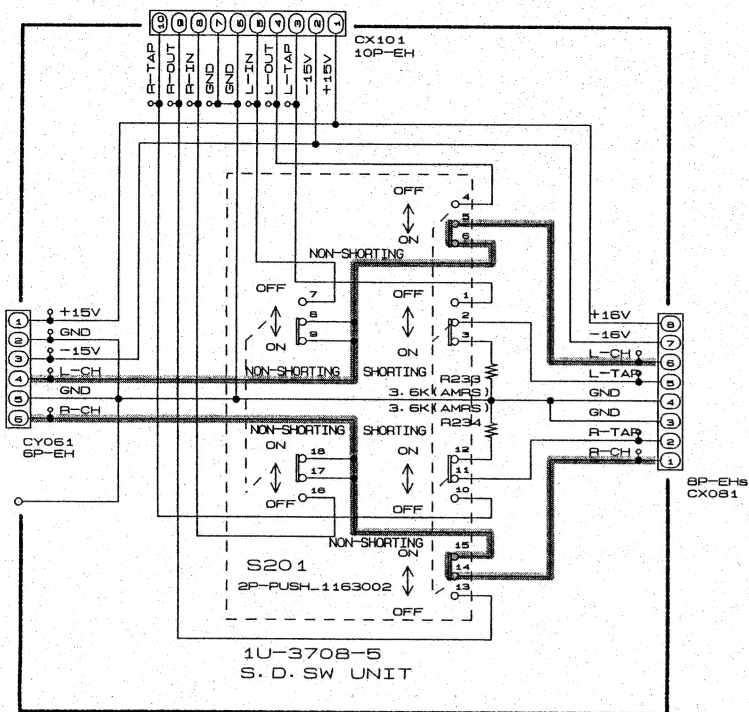 10 9 8 7 6 5 4 3 2 1
CX101
10P-EH
R-TAP
R-OUT
R-IN
GND
GND
L-IN
L-OUT
L-TAP
-15V
+15V
OFF
ON
4
5
6
NON-SHORTING
OFF
ON
7
8
9
OFF
ON
1
2
3
NON-SHORTING
SHORTING
1 +15V
2 GND
3 -15V
4 L-CH
5 GND
6 R-CH
CY061
6P-EH
+16V 8
-16V 7
L-CH 6
L-TAP 5
GND 4
GND 3
R-TAP 2
R-CH 1
8P-EHs
CX081
R233
3.6K(AMRS)
3.6K(AMRS)
R234
NON-SHORTING
SHORTING
ON
OFF
18
17
16
ON
OFF
12
11
10
NON-SHORTING
ON
OFF
15
14
13
S201
2P-PUSH_1163002
1U-3708-5
S.D.SW UNIT